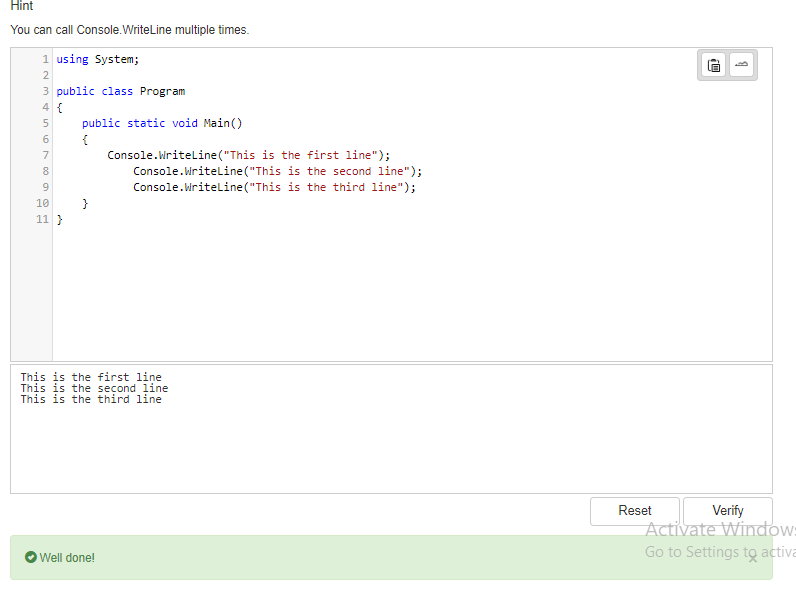 Hint
You can call Console.WriteLine multiple times.
1 using System;
2
3 public class Program
4 {
5     public static void Main()
6     {
7         Console.WriteLine("This is the first line");
8             Console.WriteLine("This is the second line");
9             Console.WriteLine("This is the third line");
10     }
11 }
This is the first line
This is the second line
This is the third line
Reset Verify
Activate Windows
Go to Settings to activa
Well done! ×